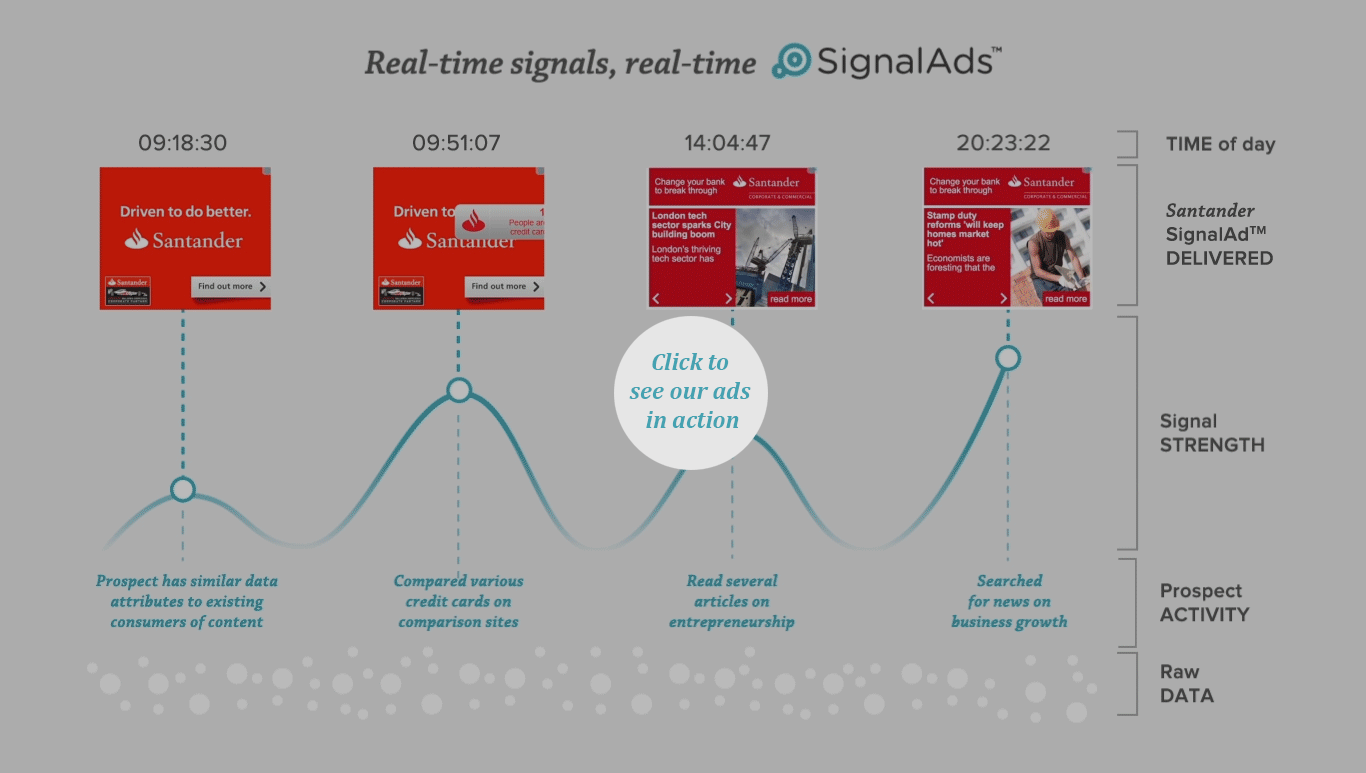 Real-time signals, real-time SignalAds™
09:18:30
09:51:07
14:04:47
20:23:22
TIME of day
Driven to do better.
Santander
Santander
Find out more
Driven to
Santander
1
People are
credit car
Santander
Find out more
Change your bank
to break through
Santander
CORPORATE & COMMERCIAL
London tech
sector sparks City
building boom
London's thriving
tech sector has
read more
Change your bank
to break through
Santander
CORPORATE & COMMERCIAL
Stamp duty
reforms 'will keep
homes market
hot'
Economists are
foresting that the
read more
Santander
SignalAd™
DELIVERED
Click to
see our ads
in action
Signal
STRENGTH
Prospect has similar data
attributes to existing
consumers of content
Compared various
credit cards on
comparison sites
Read several
articles on
entrepreneurship
Searched
for news on
business growth
Prospect
ACTIVITY
Raw
DATA